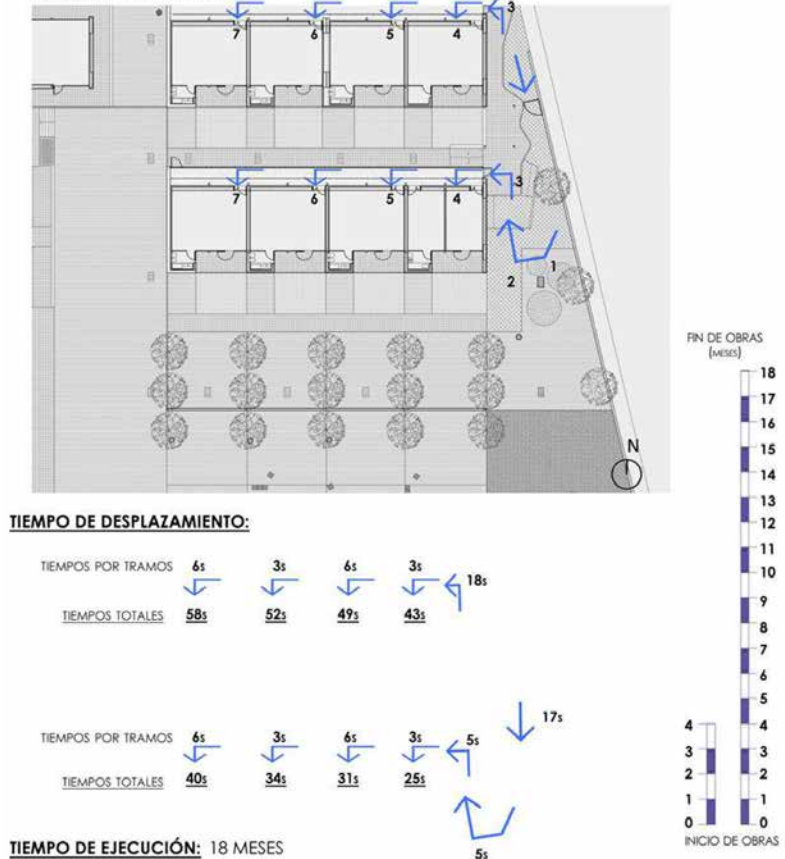 3
7 6 5 4
7 6 5 4
3
1
2
N
FIN DE OBRAS
(MESES)
18
17
16
15
14
13
12
11
10
9
8
7
6
5
4 4
3 3
2 2
1 1
0 0
INICIO DE OBRAS
TIEMPO DE DESPLAZAMIENTO:
TIEMPOS POR TRAMOS 6s 3s 6s 3s 18s
TIEMPOS TOTALES 58s 52s 49s 43s
17s
TIEMPOS POR TRAMOS 6s 3s 6s 3s 5s
TIEMPOS TOTALES 40s 34s 31s 25s
5s
TIEMPO DE EJECUCIÓN: 18 MESES